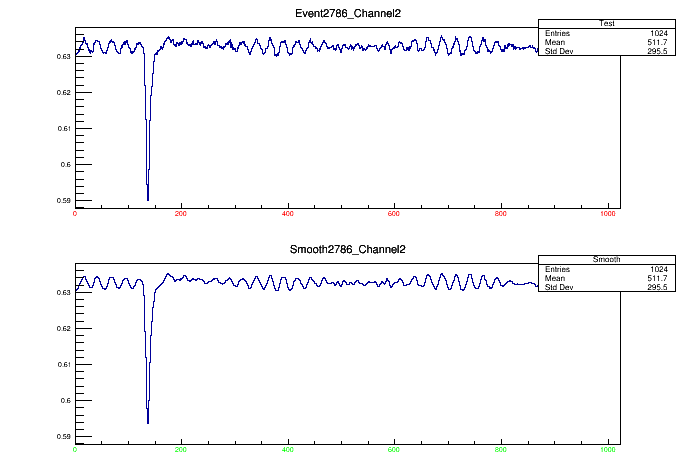 Event2786_Channel2
Test
Entries 1024
Mean 511.7
Std Dev 295.5
0.63
0.62
0.61
0.6
0.59
0 200 400 600 800 1000
Smooth2786_Channel2
Smooth
Entries 1024
Mean 511.7
Std Dev 295.5
0.63
0.62
0.61
0.6
0.59
0 200 400 600 800 1000